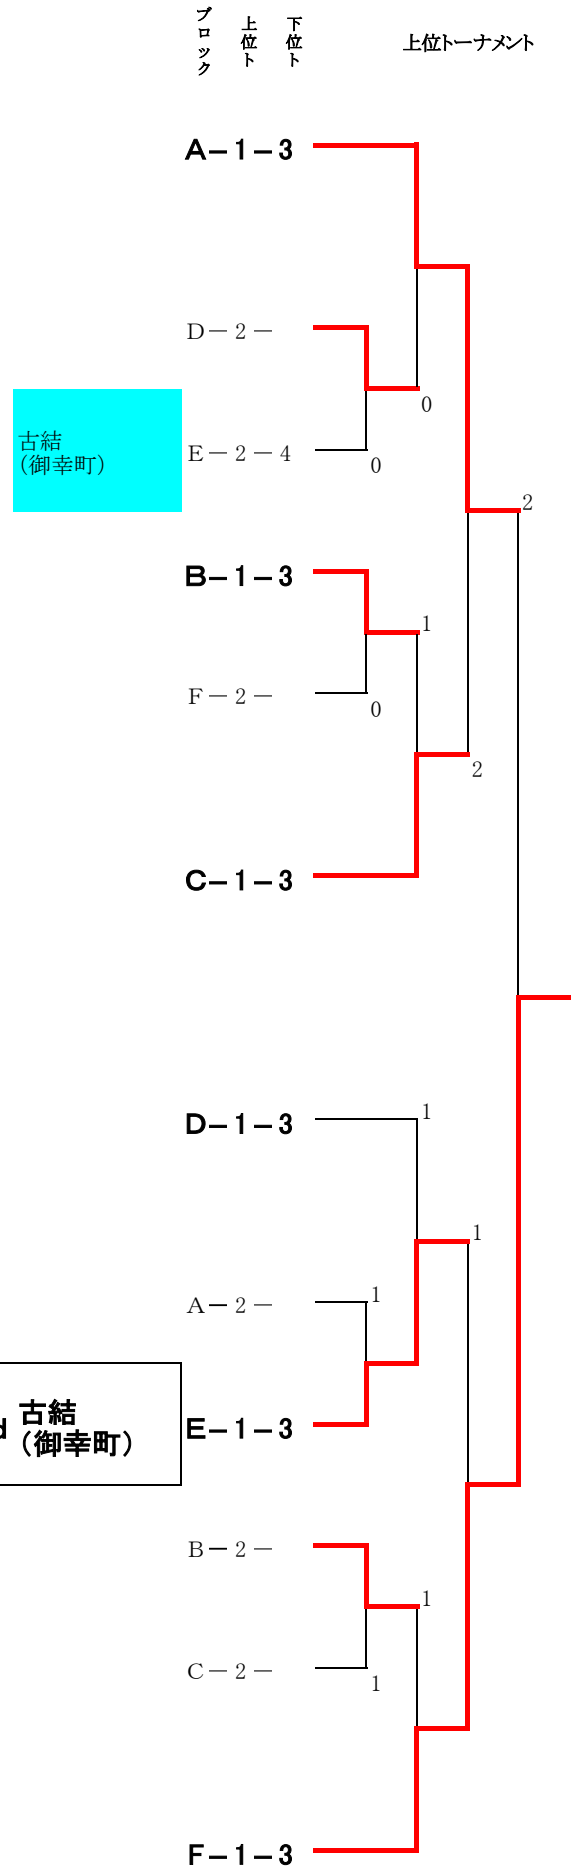 ブロック 上位ト 下位ト 上位トーナメント
A－1－3
D－2－
0
古結
（御幸町）
E－2－4
0
2
B－1－3
1
F－2－
0
2
C－1－3
D－1－3
1
1
A－2－
1
古結
（御幸町）
E－1－3
B－2－
1
C－2－
1
F－1－3